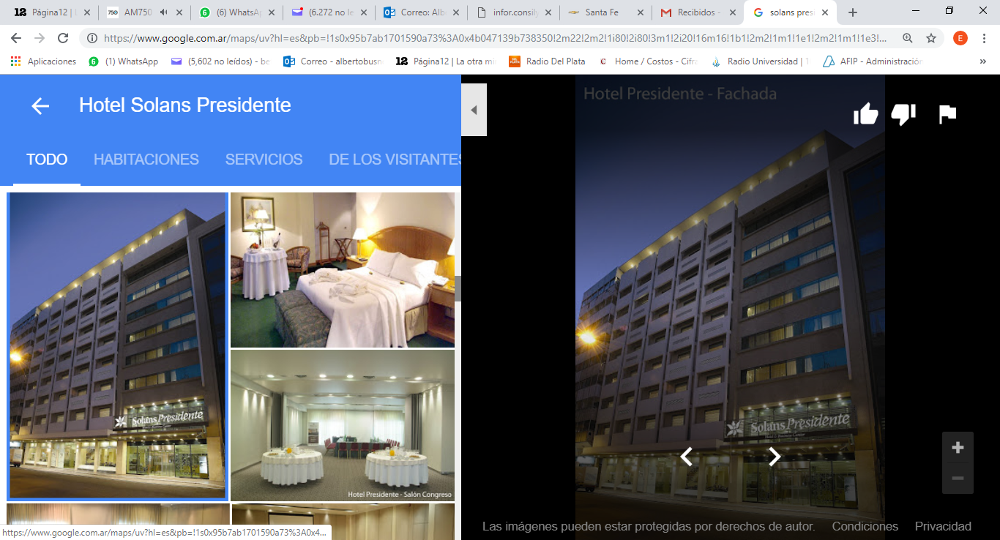 Página12 | L
AM750
(6) WhatsAp
(6.272 no le
Correo: Alb
infor.consily
Santa Fe
Recibidos -
solans presi
https://www.google.com.ar/maps/uv?hl=es&pb=!1s0x95b7ab1701590a73%3A0x4b047139b738350!2m22!2m2!1i80!2i80!3m1!2i20!16m16!1b1!2m2!1m1!1e1!2m2!1m1!1e3!...
E
Aplicaciones
(1) WhatsApp
(5,602 no leídos) - be
Correo - albertobusn
12 Página12 | La otra mi
Radio Del Plata
Home / Costos - Cifra
Radio Universidad | 1
AFIP - Administración
»
Hotel Solans Presidente
TODO
HABITACIONES
SERVICIOS
DE LOS VISITANTES
Solans Presidente
Hotel Presidente - Salón Congreso
Hotel Presidente - Fachada
Solans Presidente
Hotel & Business Center
Las imágenes pueden estar protegidas por derechos de autor.
Condiciones
Privacidad
https://www.google.com.ar/maps/uv?hl=es&pb=!1s0x95b7ab1701590a73%3A0x4...